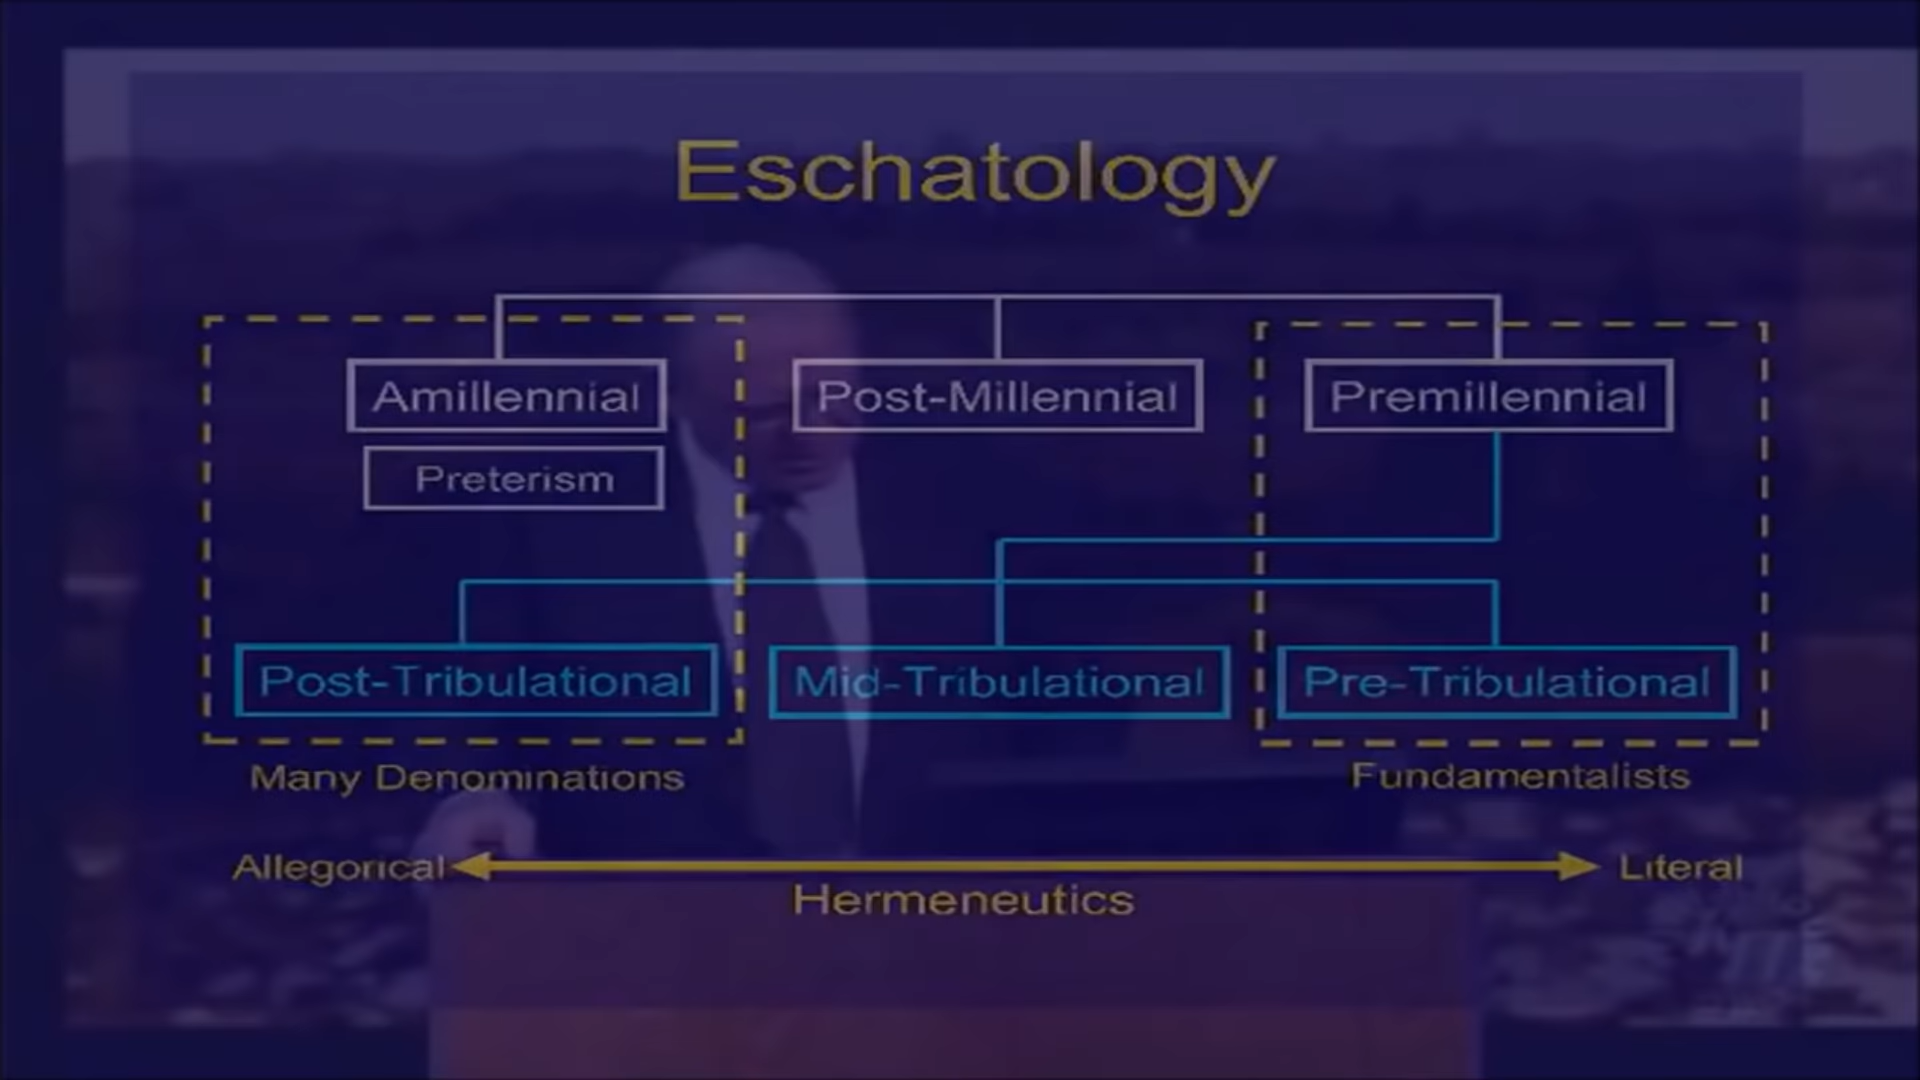 Eschatology
Amillennial
Post-Millennial
Premillennial
Preterism
Post-Tribulational
Mid-Tribulational
Pre-Tribulational
Many Denominations
Fundamentalists
Allegorical
Literal
Hermeneutics